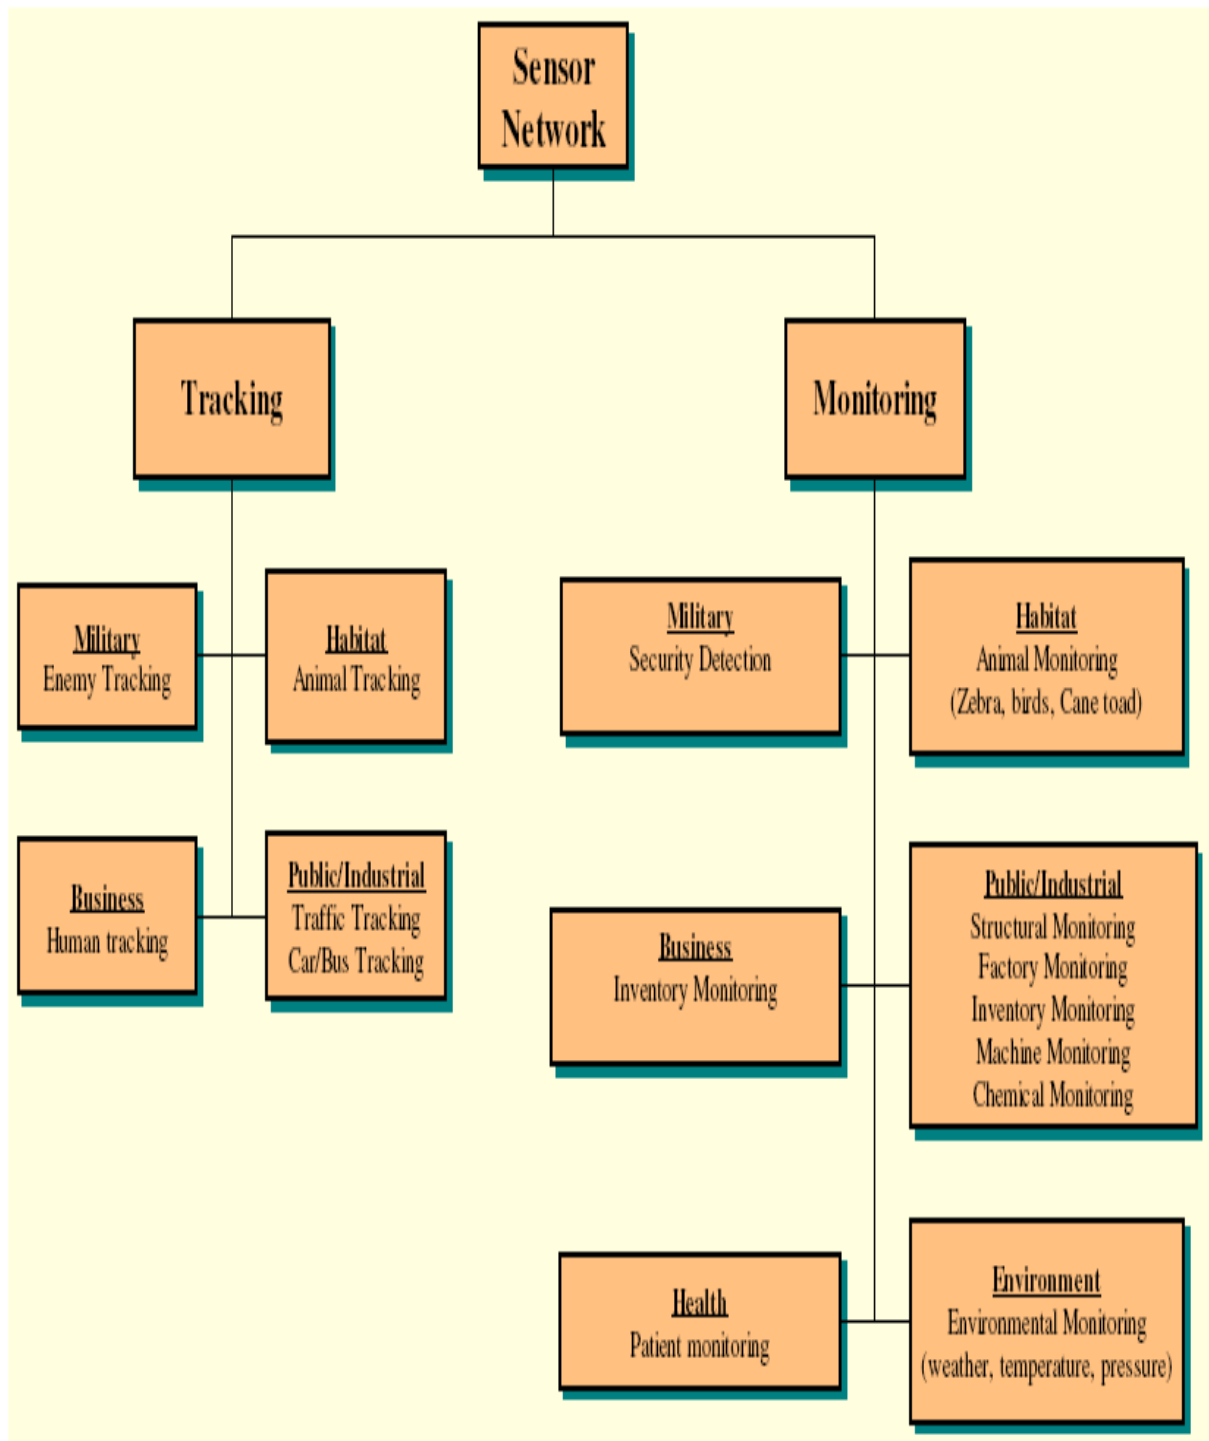 Sensor
Network
Tracking
Monitoring
Military
Enemy Tracking
Habitat
Animal Tracking
Business
Human tracking
Public/Industrial
Traffic Tracking
Car/Bus Tracking
Military
Security Detection
Habitat
Animal Monitoring
(Zebra, birds, Cane toad)
Business
Inventory Monitoring
Public/Industrial
Structural Monitoring
Factory Monitoring
Inventory Monitoring
Machine Monitoring
Chemical Monitoring
Health
Patient monitoring
Environment
Environmental Monitoring
(weather, temperature, pressure)